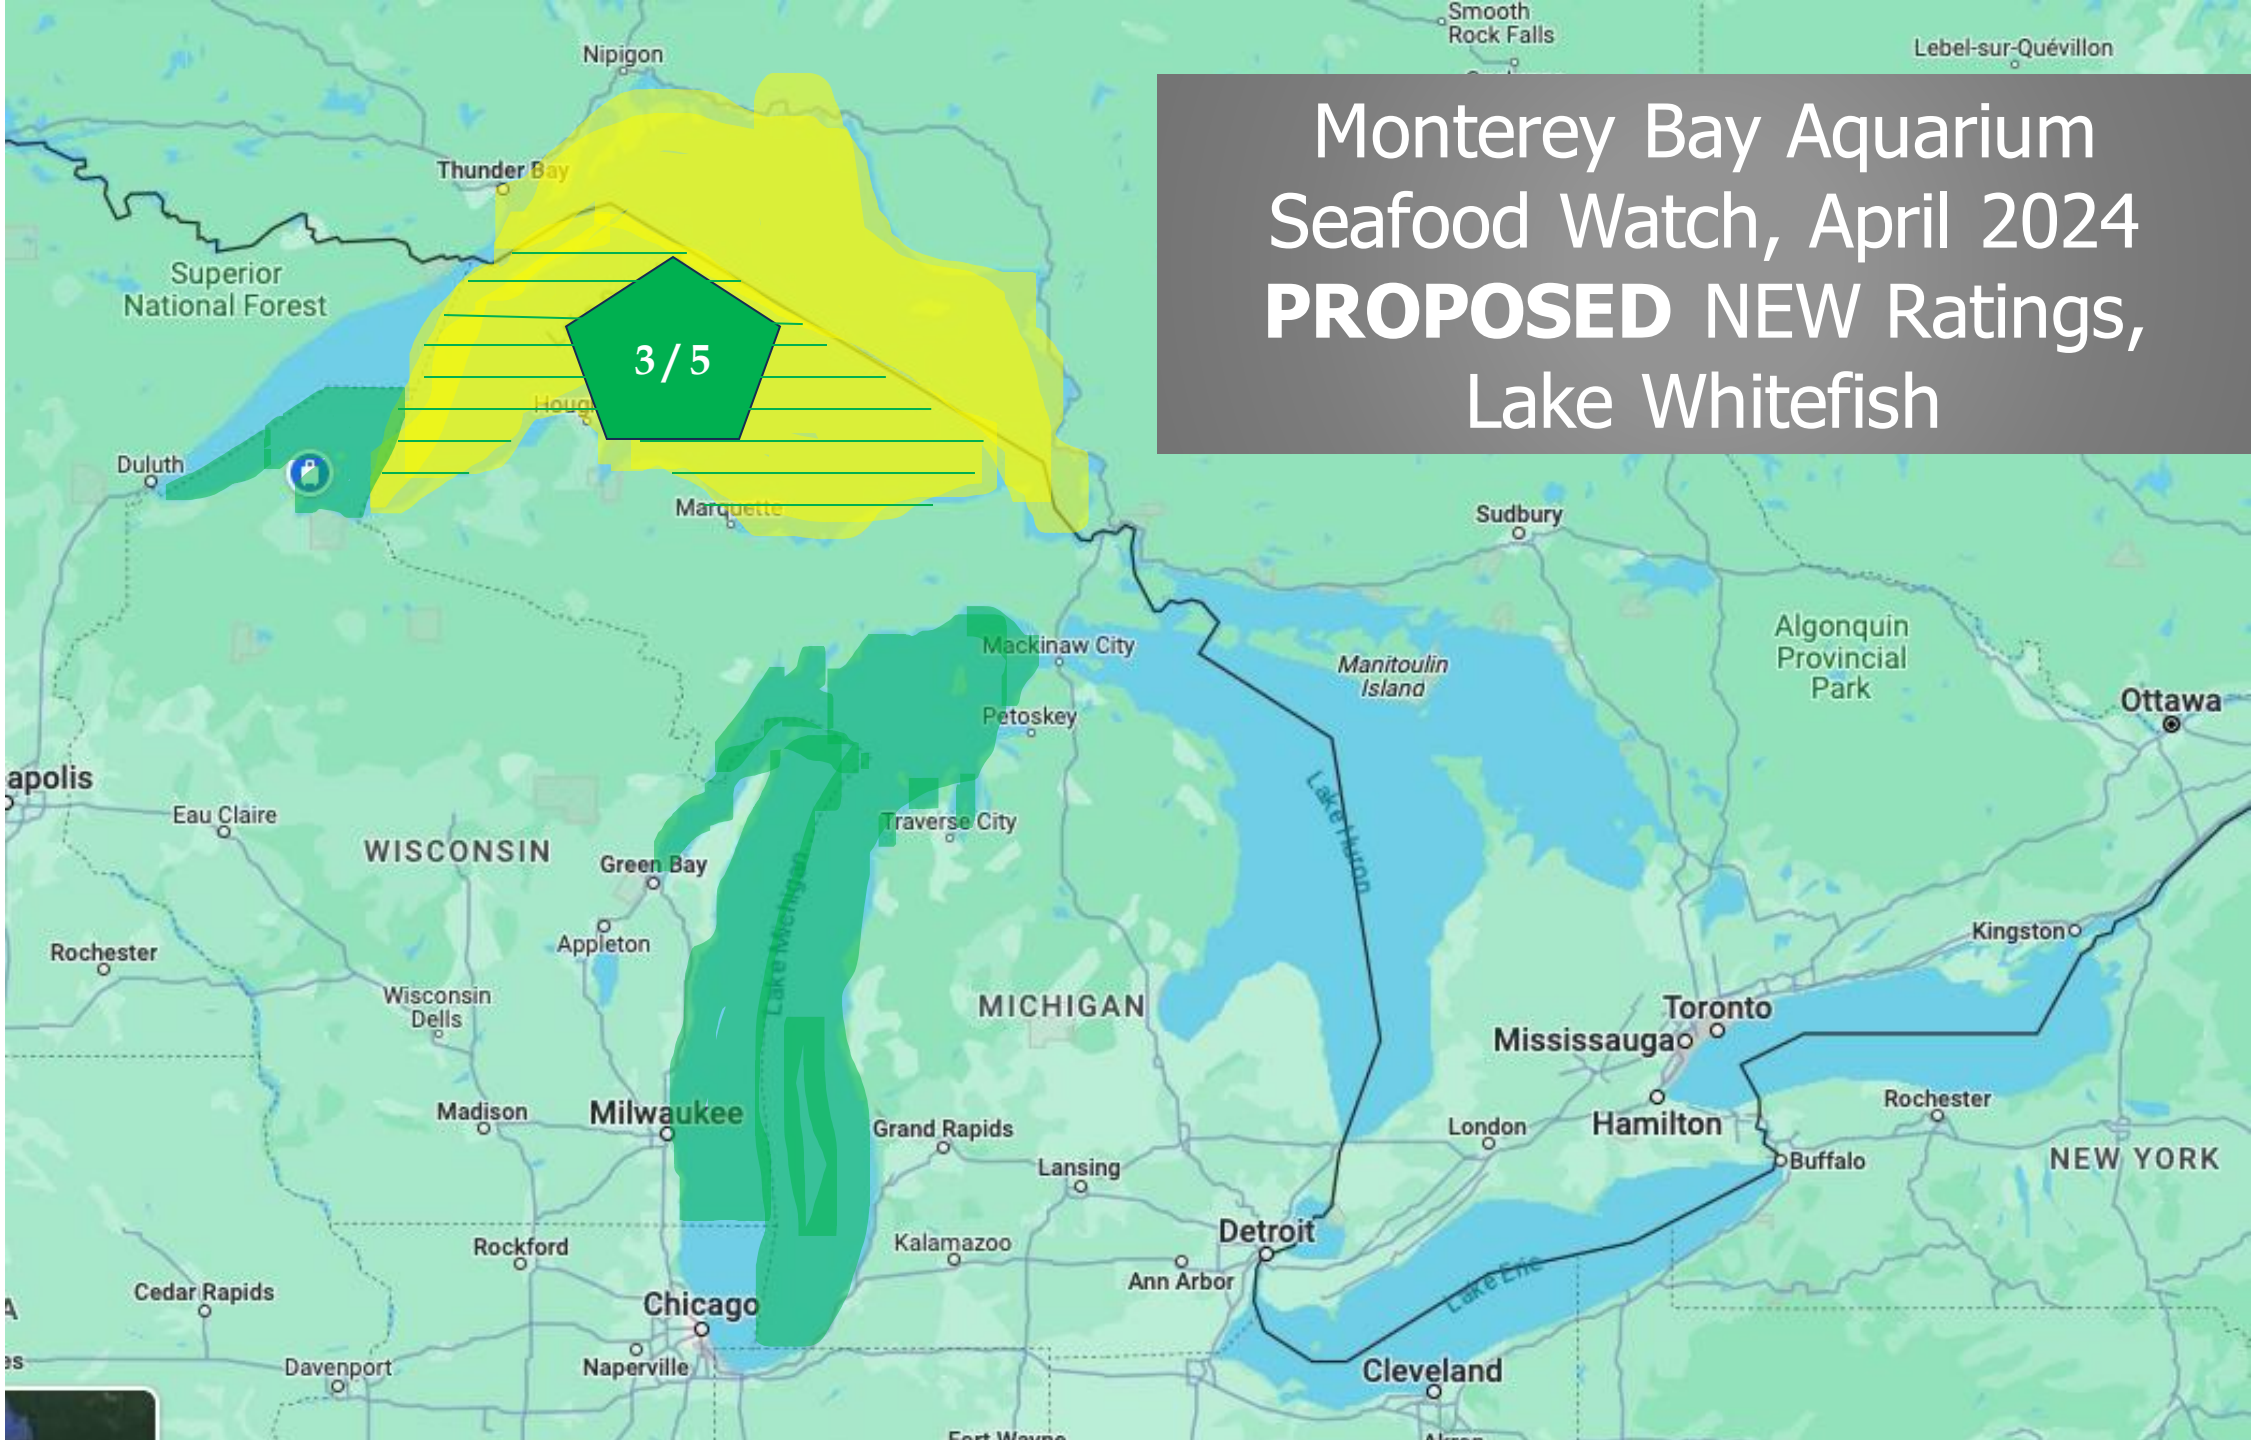 Smooth
Rock Falls
Nipigon
Lebel-sur-Quévillon
Monterey Bay Aquarium
Seafood Watch, April 2024
PROPOSED NEW Ratings,
Lake Whitefish
Thunder Bay
Superior
National Forest
3 / 5
Duluth
Marquette
Sudbury
Algonquin
Provincial
Park
Mackinaw City
Manitoulin
Island
Ottawa
Petoskey
apolis
Eau Claire
Traverse City
Lake Huron
WISCONSIN
Green Bay
Lake Michigan
Appleton
Kingston
Rochester
Wisconsin
Dells
MICHIGAN
Toronto
Mississauga
Madison
Milwaukee
Grand Rapids
London
Hamilton
Rochester
Lansing
Buffalo
NEW YORK
Detroit
Rockford
Kalamazoo
Ann Arbor
Lake Erie
Cedar Rapids
Chicago
A
es
Davenport
Naperville
Cleveland
Fort Wayne